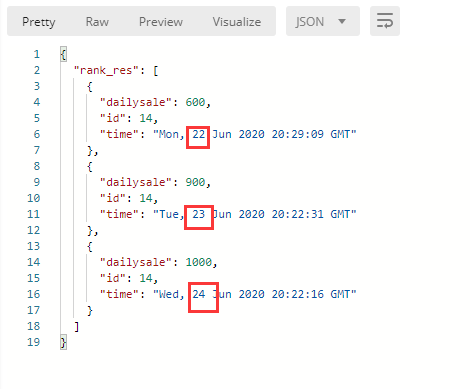 Pretty Raw Preview Visualize JSON
1 {
2 "rank_res": [
3 {
4 "dailysale": 600,
5 "id": 14,
6 "time": "Mon, 22 Jun 2020 20:29:09 GMT"
7 },
8 {
9 "dailysale": 900,
10 "id": 14,
11 "time": "Tue, 23 Jun 2020 20:22:31 GMT"
12 },
13 {
14 "dailysale": 1000,
15 "id": 14,
16 "time": "Wed, 24 Jun 2020 20:22:16 GMT"
17 }
18 ]
19 }